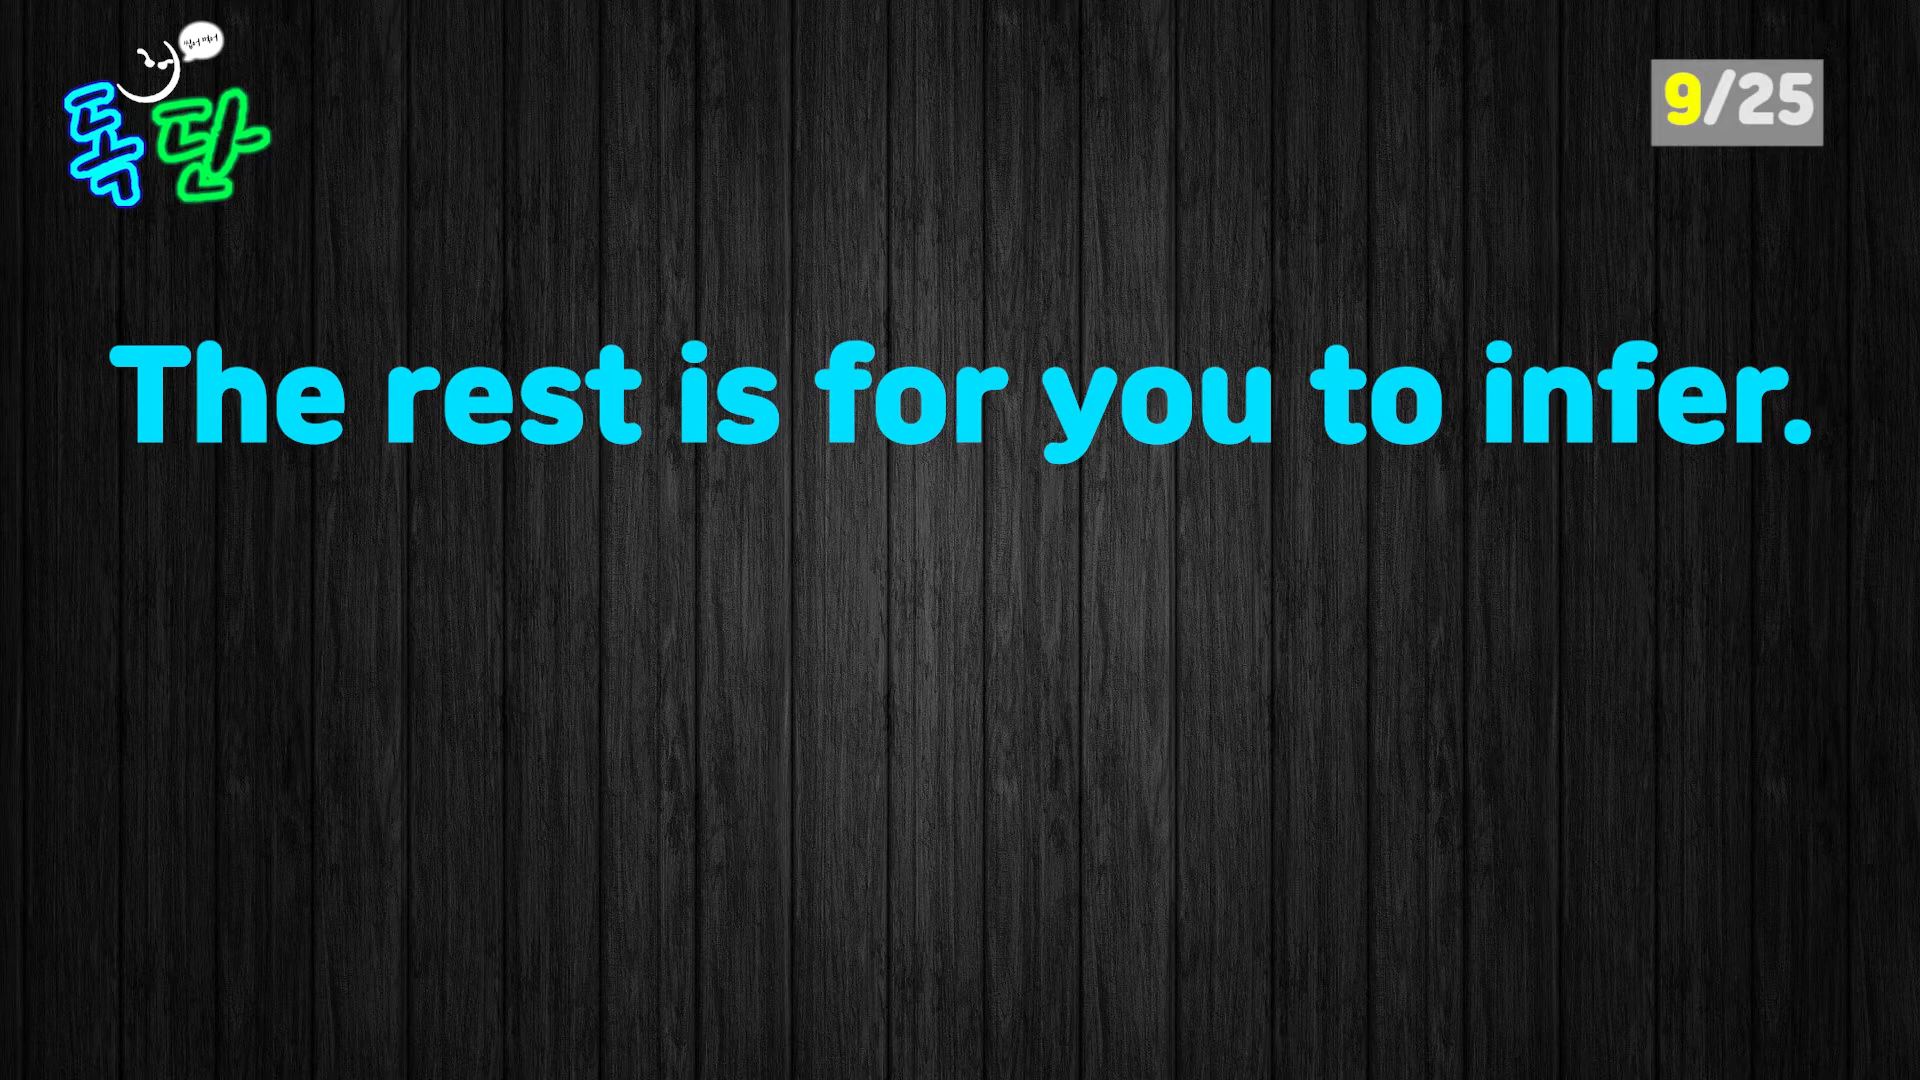 독단
9/25
The rest is for you to infer.